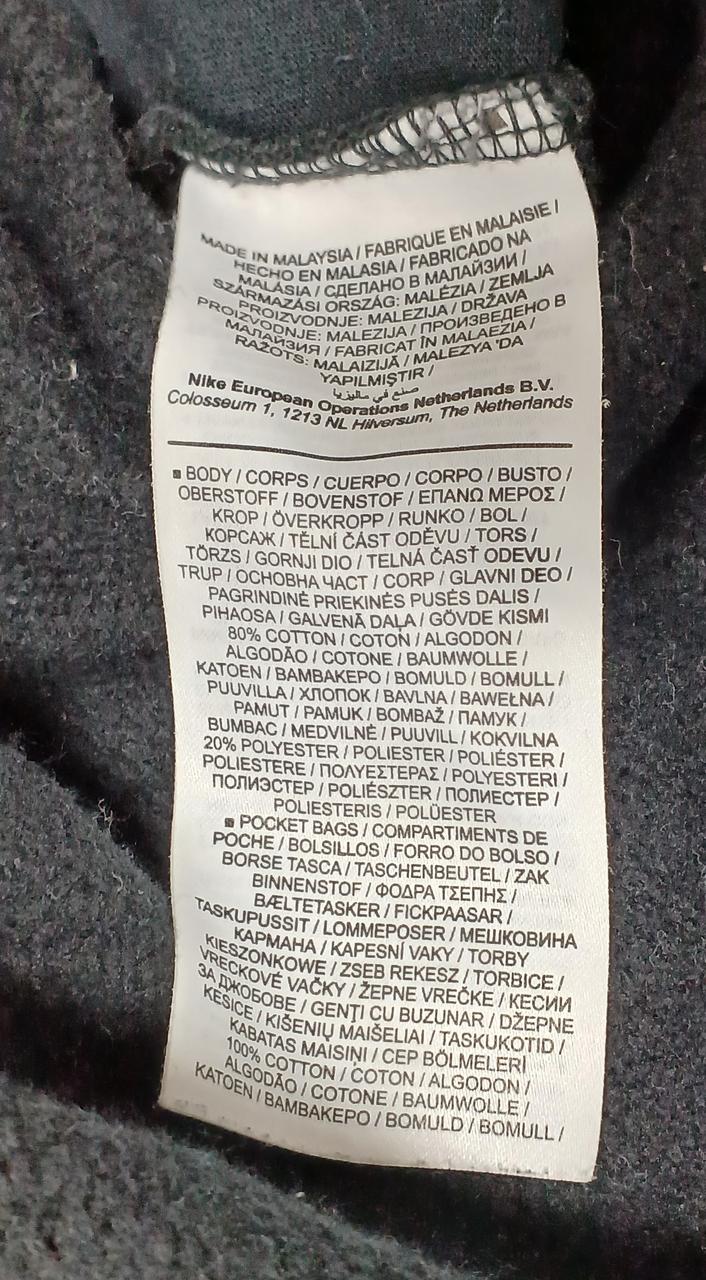 MADE IN MALAYSIA / FABRIQUE EN MALAISIE /
HECHO EN MALASIA / FABRICADO NA
MALÁSIA / СДЕЛАНО В МАЛАЙЗИИ /
SZÁRMAZÁSI ORSZÁG: MALÉZIA / ZEMLJA
PROIZVODNJE: MALEZIJA / DRŽAVA
PROIZVODNJE: MALEZIJA / ПРОИЗВЕДЕНО В
МАЛАЙЗИЯ / FABRICAT ÎN MALAEZIA /
RAŽOTS: MALAIZIJĀ / MALEZYA 'DA
YAPILMIŞTIR /
صنع في ماليزيا
Nike European Operations Netherlands B.V.
Colosseum 1, 1213 NL Hilversum, The Netherlands
BODY / CORPS / CUERPO / CORPO / BUSTO /
OBERSTOFF / BOVENSTOF / ΕΠΑΝΩ ΜΕΡΟΣ /
KROP / ÖVERKROPP / RUNKO / BOL /
КОРСАЖ / TĚLNÍ ČÁST ODĚVU / TORS /
TÖRZS / GORNJI DIO / TELNÁ ČASŤ ODEVU /
TRUP / ОСНОВНА ЧАСТ / CORP / GLAVNI DEO /
PAGRINDINĖ PRIEKINĖS PUSĖS DALIS /
PIHAOSA / GALVENĀ DAĻA / GÖVDE KISMI
80% COTTON / COTON / ALGODON /
ALGODÃO / COTONE / BAUMWOLLE /
KATOEN / ΒΑΜΒΑΚΕΡΟ / BOMULD / BOMULL /
PUUVILLA / ХЛОПОК / BAVLNA / BAWEŁNA /
PAMUT / PAMUK / BOMBAŽ / ПАМУК /
BUMBAC / MEDVILNĖ / PUUVILL / KOKVILNA
20% POLYESTER / POLIESTER / POLIÉSTER /
POLIESTERE / ΠΟΛΥΕΣΤΕΡΑΣ / POLYESTERI /
ПОЛИЭСТЕР / POLIÉSZTER / ПОЛИЕСТЕР /
POLIESTERIS / POLÜESTER
POCKET BAGS / COMPARTIMENTS DE
POCHE / BOLSILLOS / FORRO DO BOLSO /
BORSE TASCA / TASCHENBEUTEL / ZAK
BINNENSTOF / ΦΟΔΡΑ ΤΣΕΠΗΣ /
BÆLTETASKER / FICKPAASAR /
TASKUPUSSIT / LOMMEPOSER / МЕШКОВИНА
КАРМАНА / KAPESNÍ VAKY / TORBY
KIESZONKOWE / ZSEB REKESZ / TORBICE /
VRECKOVÉ VAČKY / ŽEPNE VREČKE / КЕСИИ
ЗА ДЖОБОВЕ / GENŢI CU BUZUNAR / DŽEPNE
KESICE / KIŠENIŲ MAIŠELIAI / TASKUKOTID /
KABATAS MAISIŅI / CEP BÖLMELERİ
100% COTTON / COTON / ALGODON /
ALGODÃO / COTONE / BAUMWOLLE /
KATOEN / ΒΑΜΒΑΚΕΡΟ / BOMULD / BOMULL /